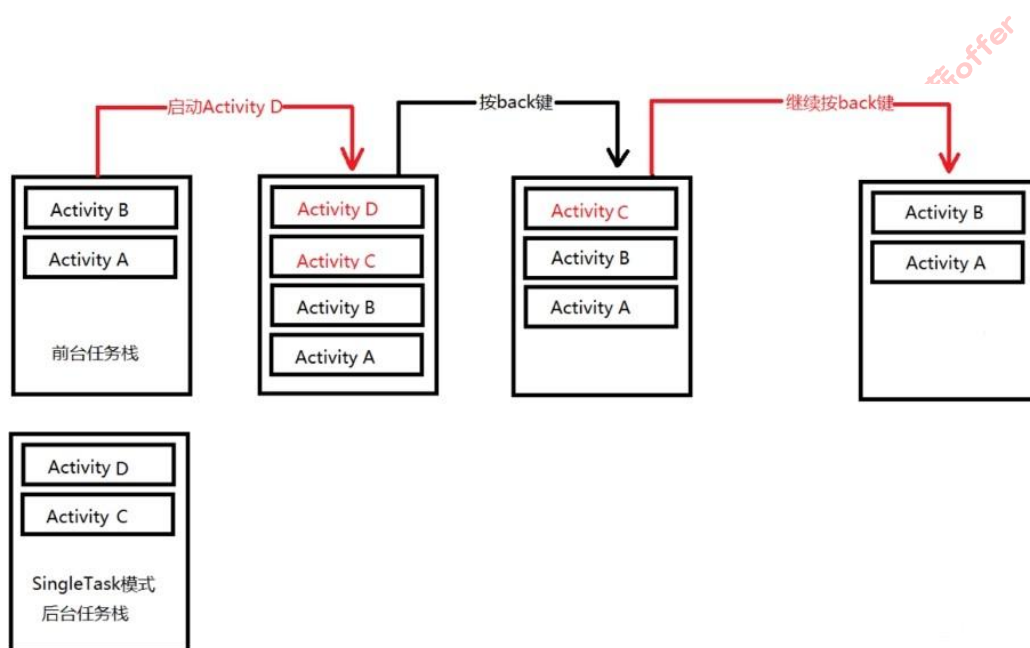 启动Activity D
按back键
继续按back键
Activity B
Activity A
前台任务栈
Activity D
Activity C
Activity B
Activity A
Activity C
Activity B
Activity A
Activity B
Activity A
Activity D
Activity C
SingleTask模式
后台任务栈
offer